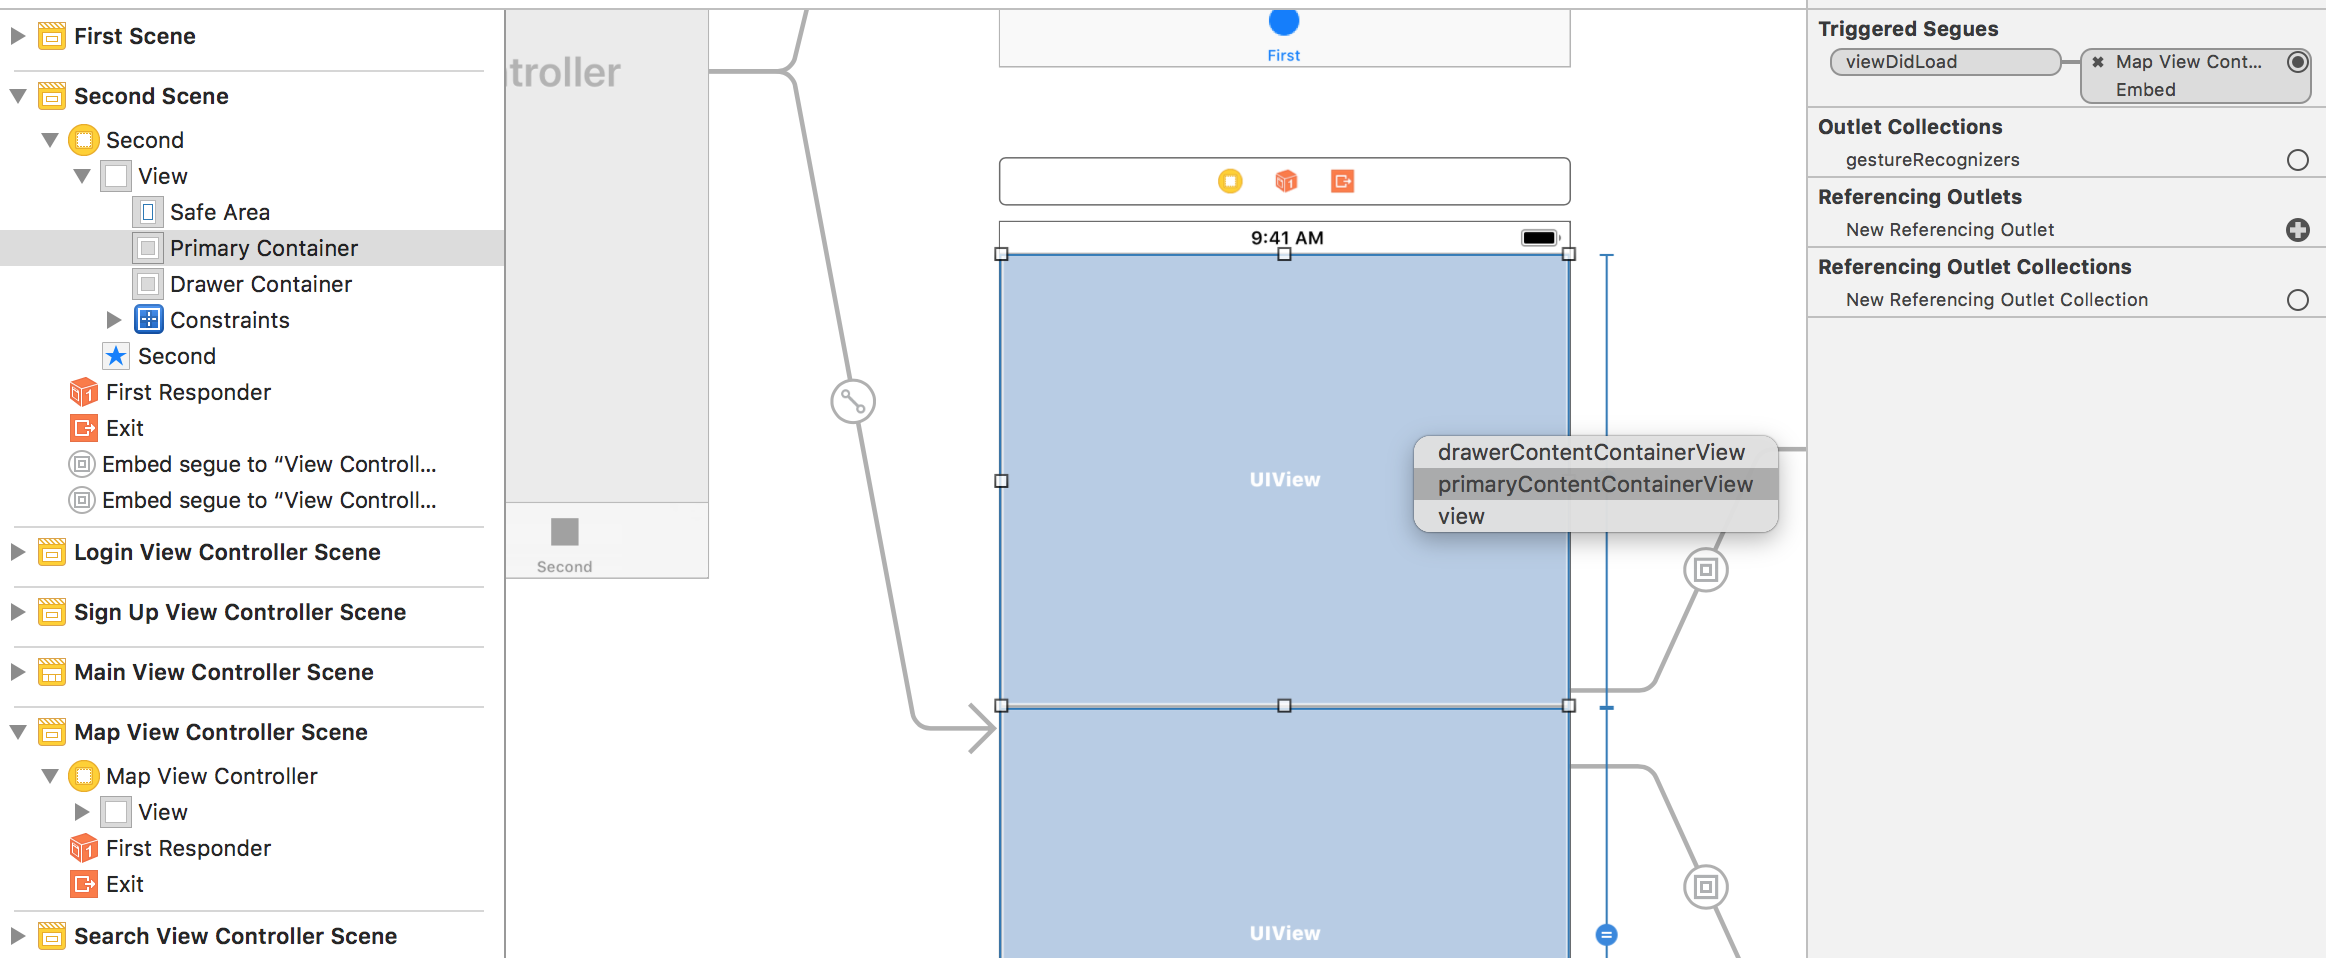 First Scene
Second Scene
Second
View
Safe Area
Primary Container
Drawer Container
Constraints
Second
First Responder
Exit
Embed segue to “View Controll...
Embed segue to “View Controll...
Login View Controller Scene
Sign Up View Controller Scene
Main View Controller Scene
Map View Controller Scene
Map View Controller
View
First Responder
Exit
Search View Controller Scene
ntroller
Second
First
9:41 AM
UIView
drawerContentContainerView
primaryContentContainerView
view
UIView
Triggered Segues
viewDidLoad
Map View Cont...
Embed
Outlet Collections
gestureRecognizers
Referencing Outlets
New Referencing Outlet
Referencing Outlet Collections
New Referencing Outlet Collection